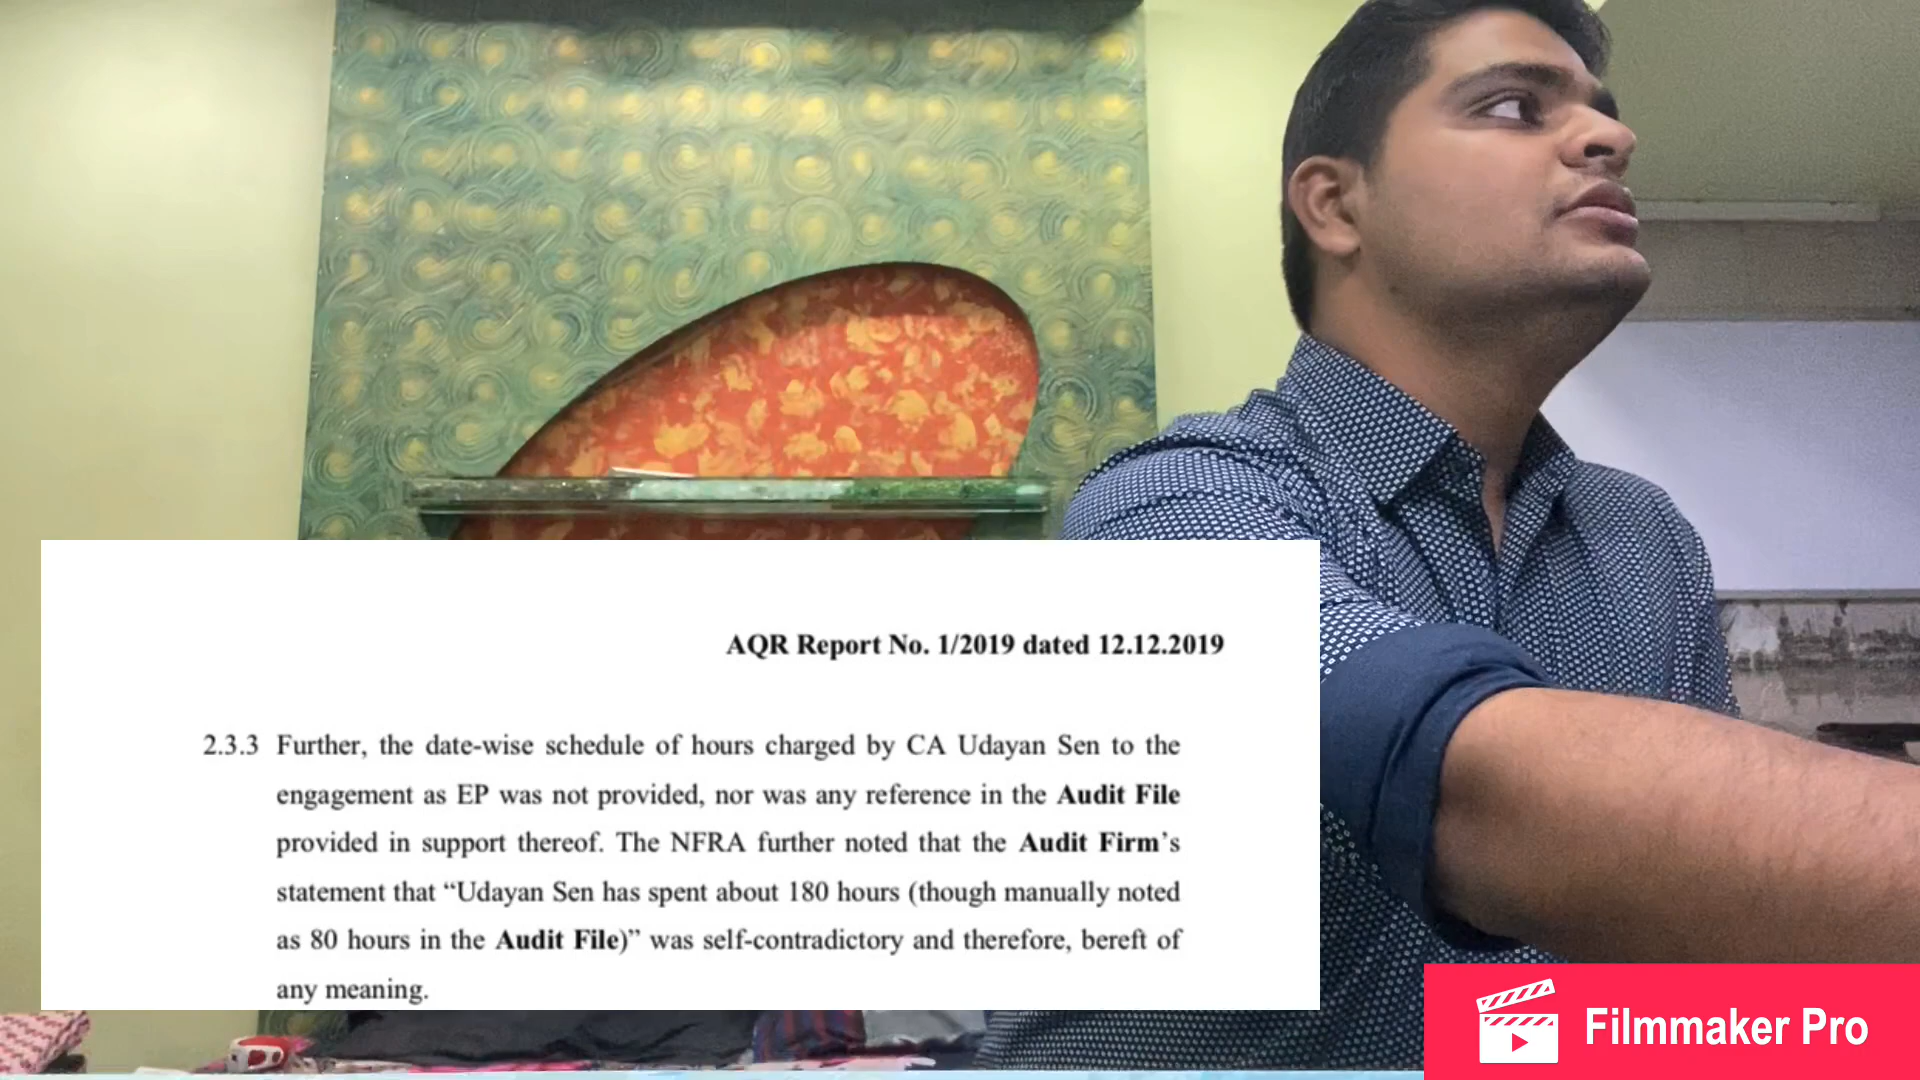 AQR Report No. 1/2019 dated 12.12.2019
2.3.3 Further, the date-wise schedule of hours charged by CA Udayan Sen to the
engagement as EP was not provided, nor was any reference in the Audit File
provided in support thereof. The NFRA further noted that the Audit Firm's
statement that “Udayan Sen has spent about 180 hours (though manually noted
as 80 hours in the Audit File)” was self-contradictory and therefore, bereft of
any meaning.
Filmmaker Pro